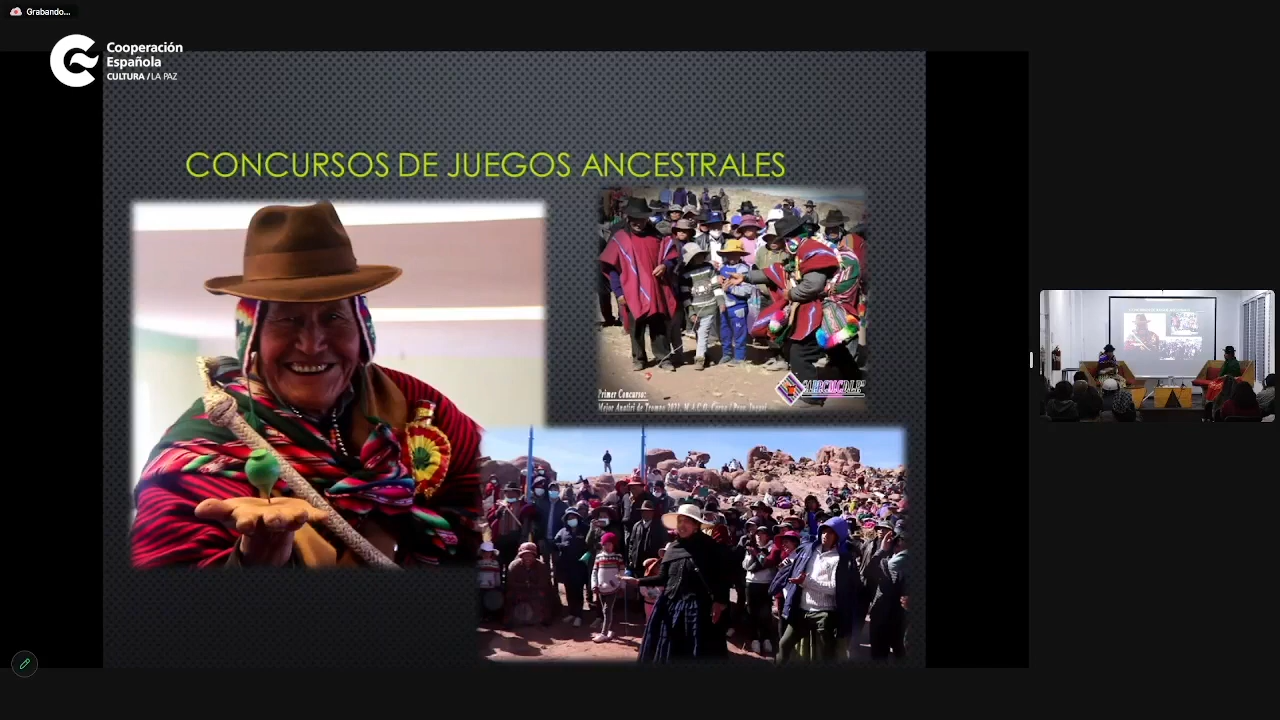 Grabando...
Cooperación
Española
CULTURA / LA PAZ
CONCURSOS DE JUEGOS ANCESTRALES
Primer Concurso: